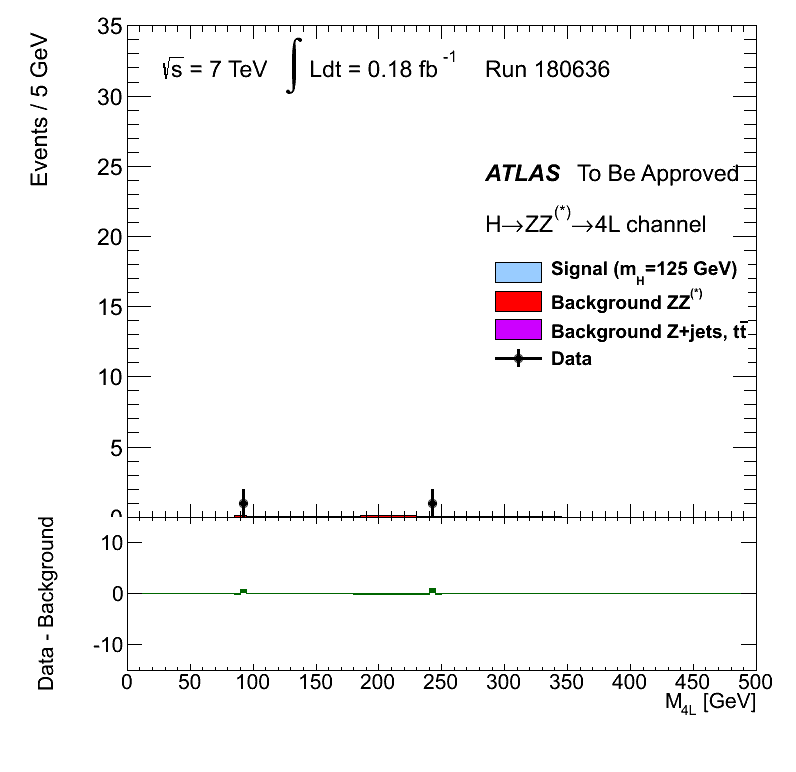 35
30
25
20
15
10
5
0
Events / 5 GeV
√s = 7 TeV ∫ Ldt = 0.18 fb⁻¹ Run 180636
ATLAS To Be Approved
H→ZZ(*)→4L channel
Signal (mH=125 GeV)
Background ZZ(*)
Background Z+jets, tt̅
Data
10
0
-10
Data - Background
0 50 100 150 200 250 300 350 400 450 500
M4L [GeV]